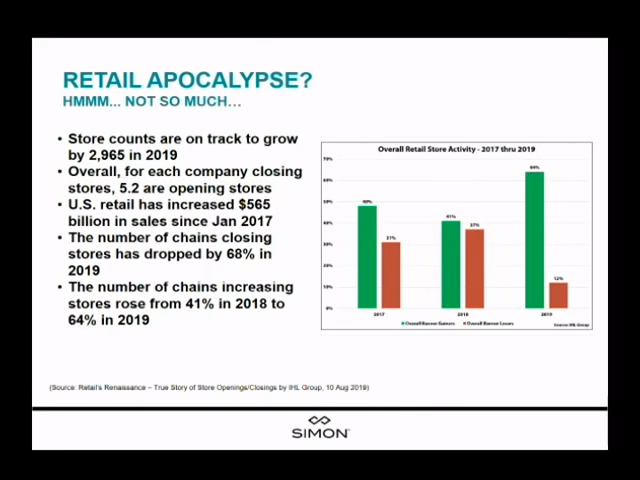 RETAIL APOCALYPSE?
HMMM... NOT SO MUCH…
• Store counts are on track to grow
by 2,965 in 2019
• Overall, for each company closing
stores, 5.2 are opening stores
• U.S. retail has increased $565
billion in sales since Jan 2017
• The number of chains closing
stores has dropped by 68% in
2019
• The number of chains increasing
stores rose from 41% in 2018 to
64% in 2019
Overall Retail Store Activity - 2017 thru 2019
70%
60%
50%
40%
30%
20%
10%
0%
48%
31%
41%
37%
64%
12%
2017
2018
2019
Overall Banner Gainers
Overall Banner Losers
Source: IHL Group
(Source: Retail's Renaissance – True Story of Store Openings/Closings by IHL Group, 10 Aug 2019)
SIMON